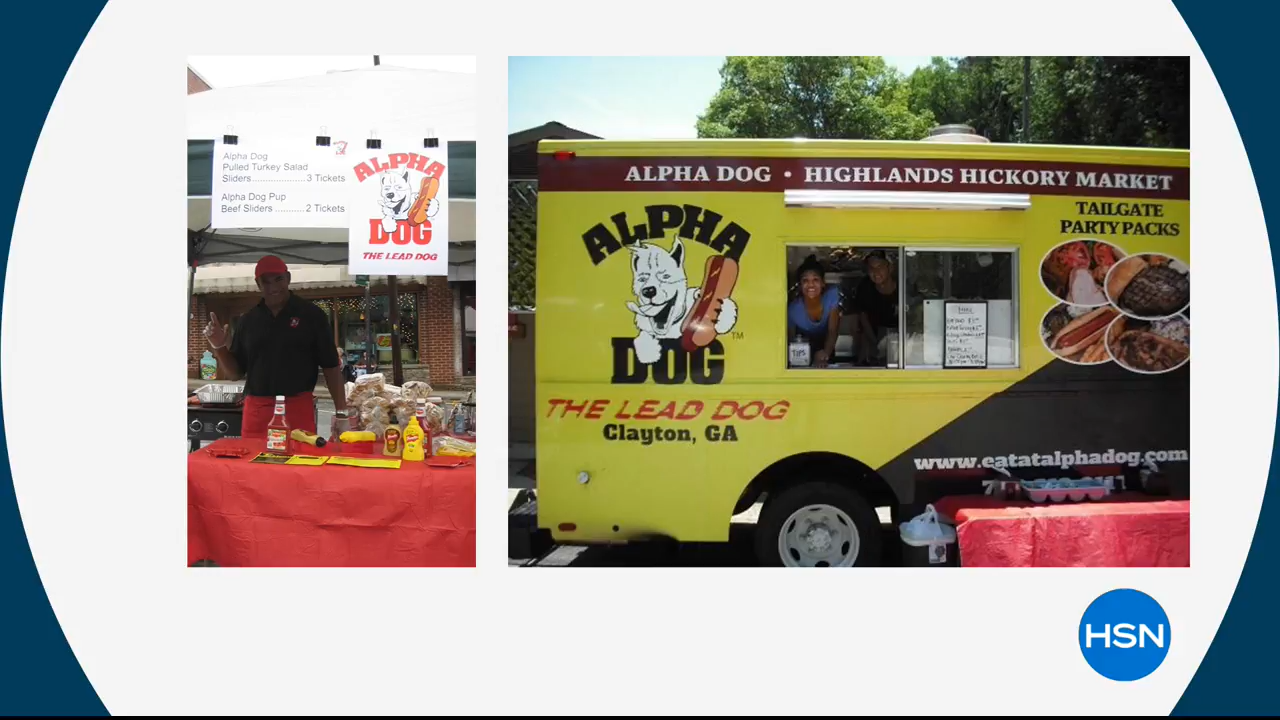 Alpha Dog
Pulled Turkey Salad
Sliders....................3 Tickets
Alpha Dog Pup
Beef Sliders ...........2 Tickets
ALPHA
DOG
THE LEAD DOG
ALPHA DOG • HIGHLANDS HICKORY MARKET
TAILGATE
PARTY PACKS
ALPHA
DOG
TM
THE LEAD DOG
Clayton, GA
TIPS
www.eatatalphadog.com
HSN